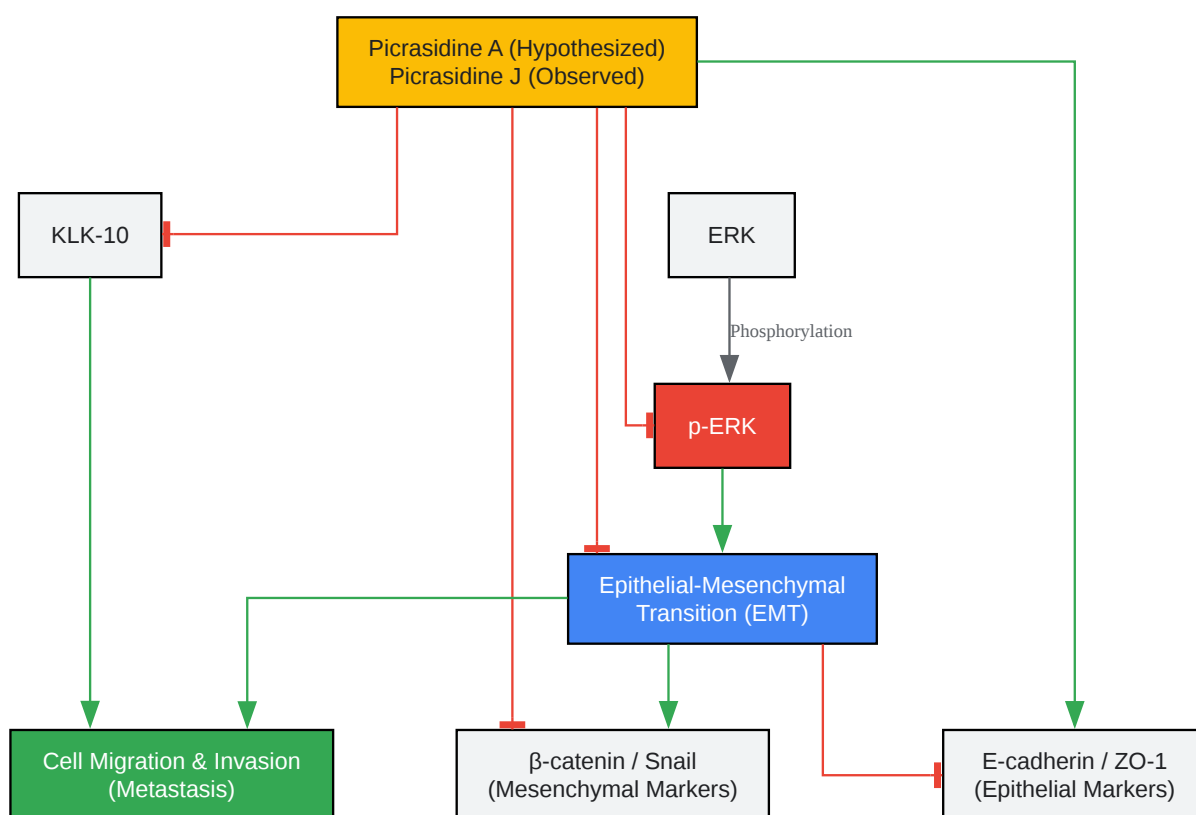 Picrasidine A (Hypothesized)
Picrasidine J (Observed)
KLK-10
ERK
Phosphorylation
p-ERK
Epithelial-Mesenchymal
Transition (EMT)
Cell Migration & Invasion
(Metastasis)
β-catenin / Snail
(Mesenchymal Markers)
E-cadherin / ZO-1
(Epithelial Markers)